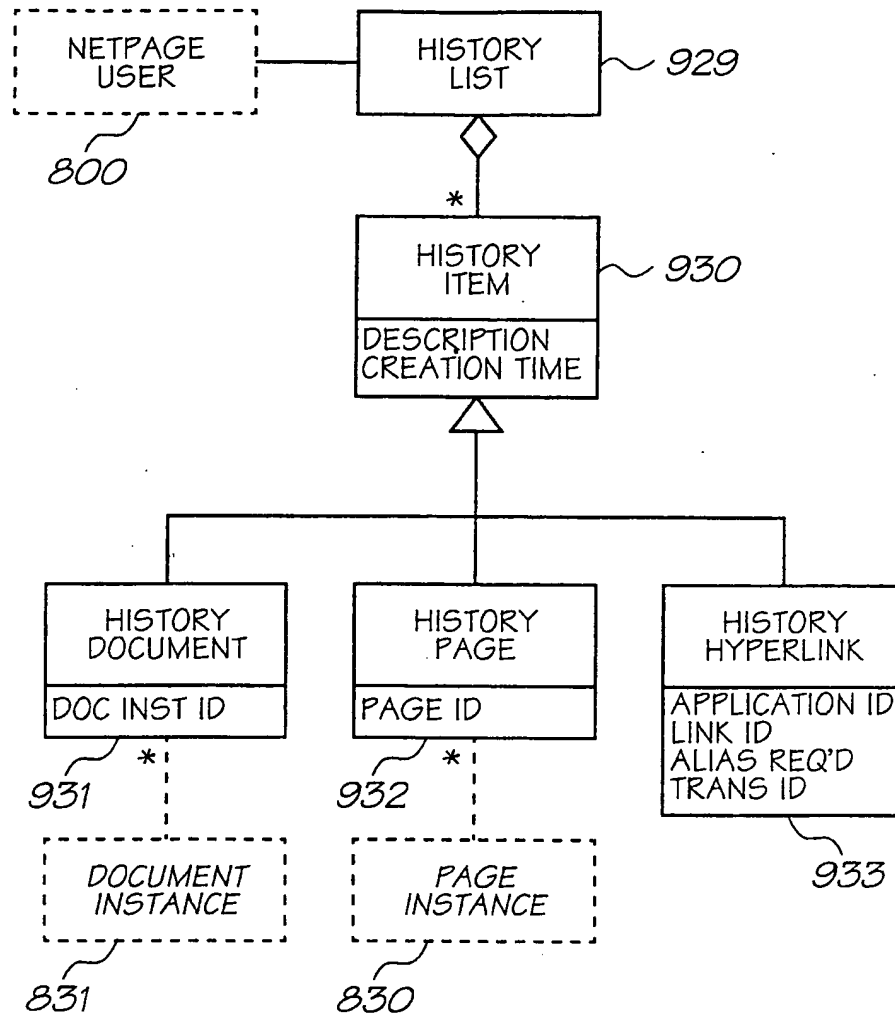 NETPAGE
USER
800
HISTORY
LIST
929
*
HISTORY
ITEM
930
DESCRIPTION
CREATION TIME
HISTORY
DOCUMENT
DOC INST ID
931
*
HISTORY
PAGE
PAGE ID
932
*
HISTORY
HYPERLINK
APPLICATION ID
LINK ID
ALIAS REQ'D
TRANS ID
933
DOCUMENT
INSTANCE
831
PAGE
INSTANCE
830